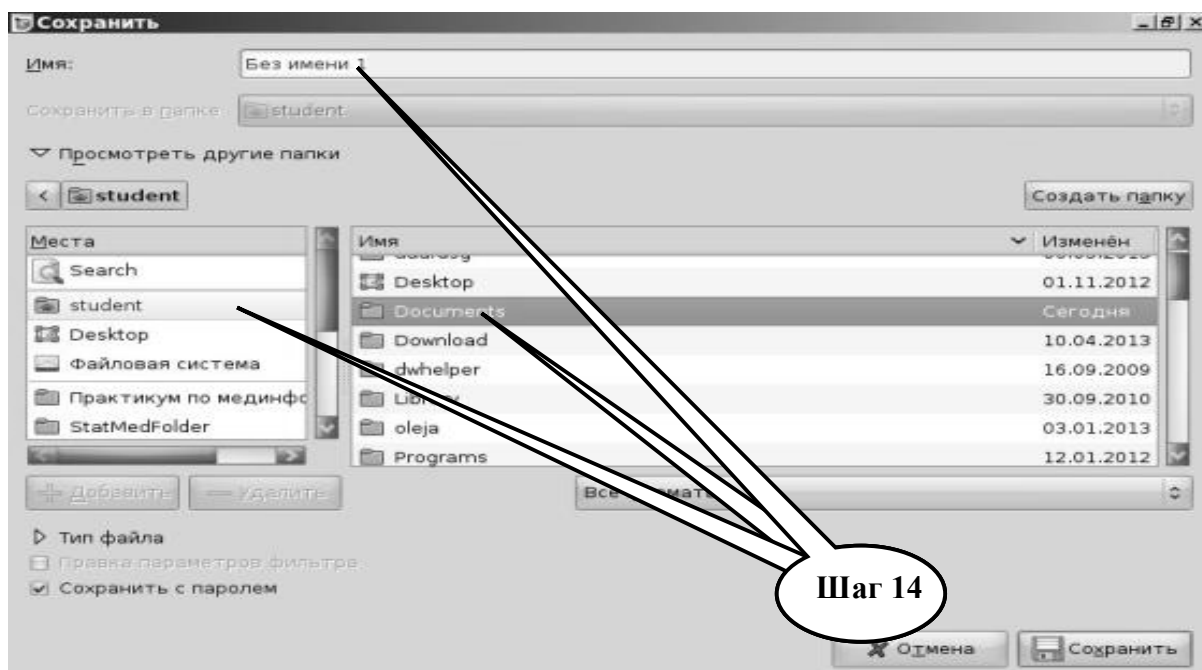 Сохранить
Имя: Без имени 1
Сохранить в папке: student
Просмотреть другие папки
< student Создать папку
Места Имя Изменён
Search
Desktop 01.11.2012
student Documents Сегодня
Desktop Download 10.04.2013
Файловая система dwhelper 16.09.2009
Практикум по мединфо Library 30.09.2010
StatMedFolder oleja 03.01.2013
Programs 12.01.2012
Добавить Удалить Все
Тип файла
Правка параметров фильтра
Сохранить с паролем
Шаг 14
Отмена Сохранить